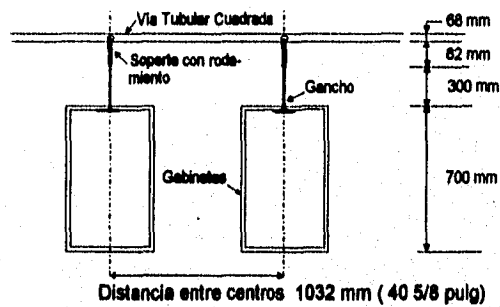 Vía Tubular Cuadrada
68 mm
Soporte con roda-
miento
82 mm
Gancho
300 mm
Gabinetes
700 mm
Distancia entre centros 1032 mm ( 40 5/8 pulg)